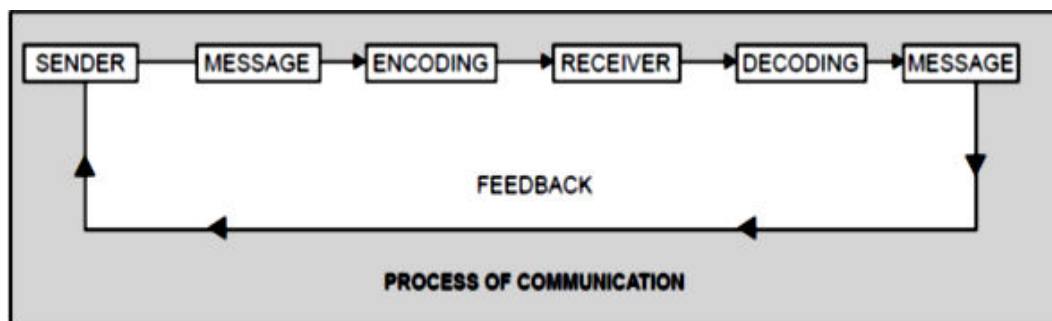 SENDER MESSAGE ENCODING RECEIVER DECODING MESSAGE
FEEDBACK
PROCESS OF COMMUNICATION